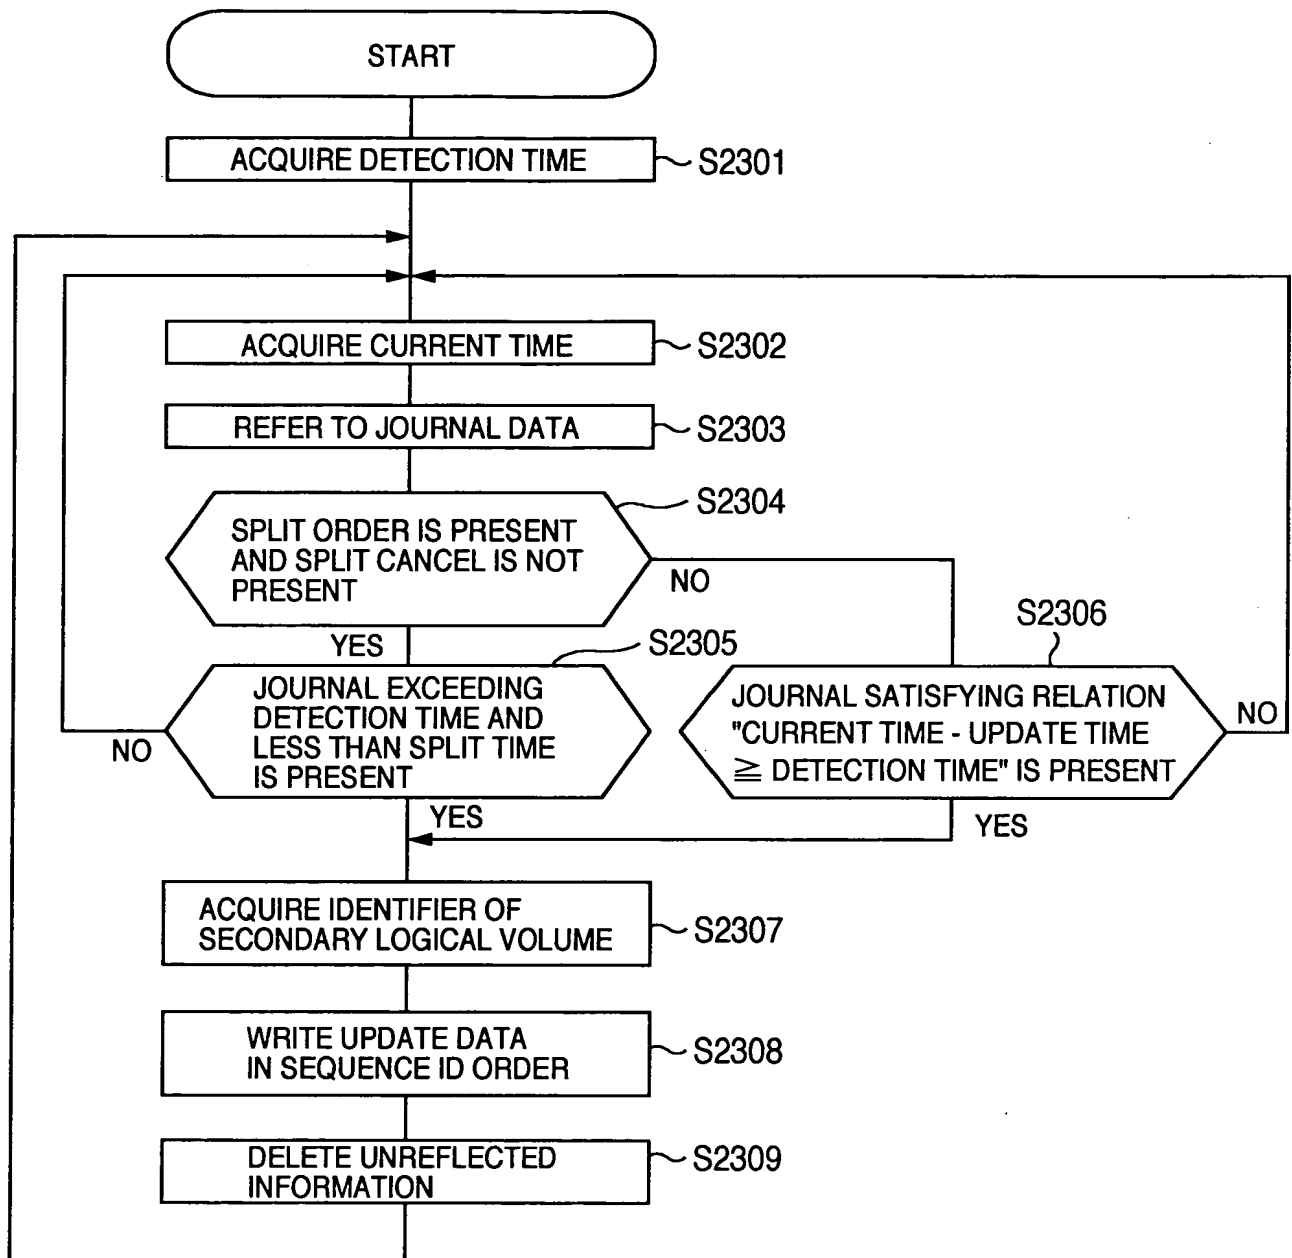 START
ACQUIRE DETECTION TIME
S2301
ACQUIRE CURRENT TIME
S2302
REFER TO JOURNAL DATA
S2303
S2304
SPLIT ORDER IS PRESENT
AND SPLIT CANCEL IS NOT
PRESENT
NO
YES
S2305
JOURNAL EXCEEDING
DETECTION TIME AND
LESS THAN SPLIT TIME
IS PRESENT
NO
YES
S2306
JOURNAL SATISFYING RELATION
"CURRENT TIME - UPDATE TIME
≧ DETECTION TIME" IS PRESENT
NO
YES
ACQUIRE IDENTIFIER OF
SECONDARY LOGICAL VOLUME
S2307
WRITE UPDATE DATA
IN SEQUENCE ID ORDER
S2308
DELETE UNREFLECTED
INFORMATION
S2309